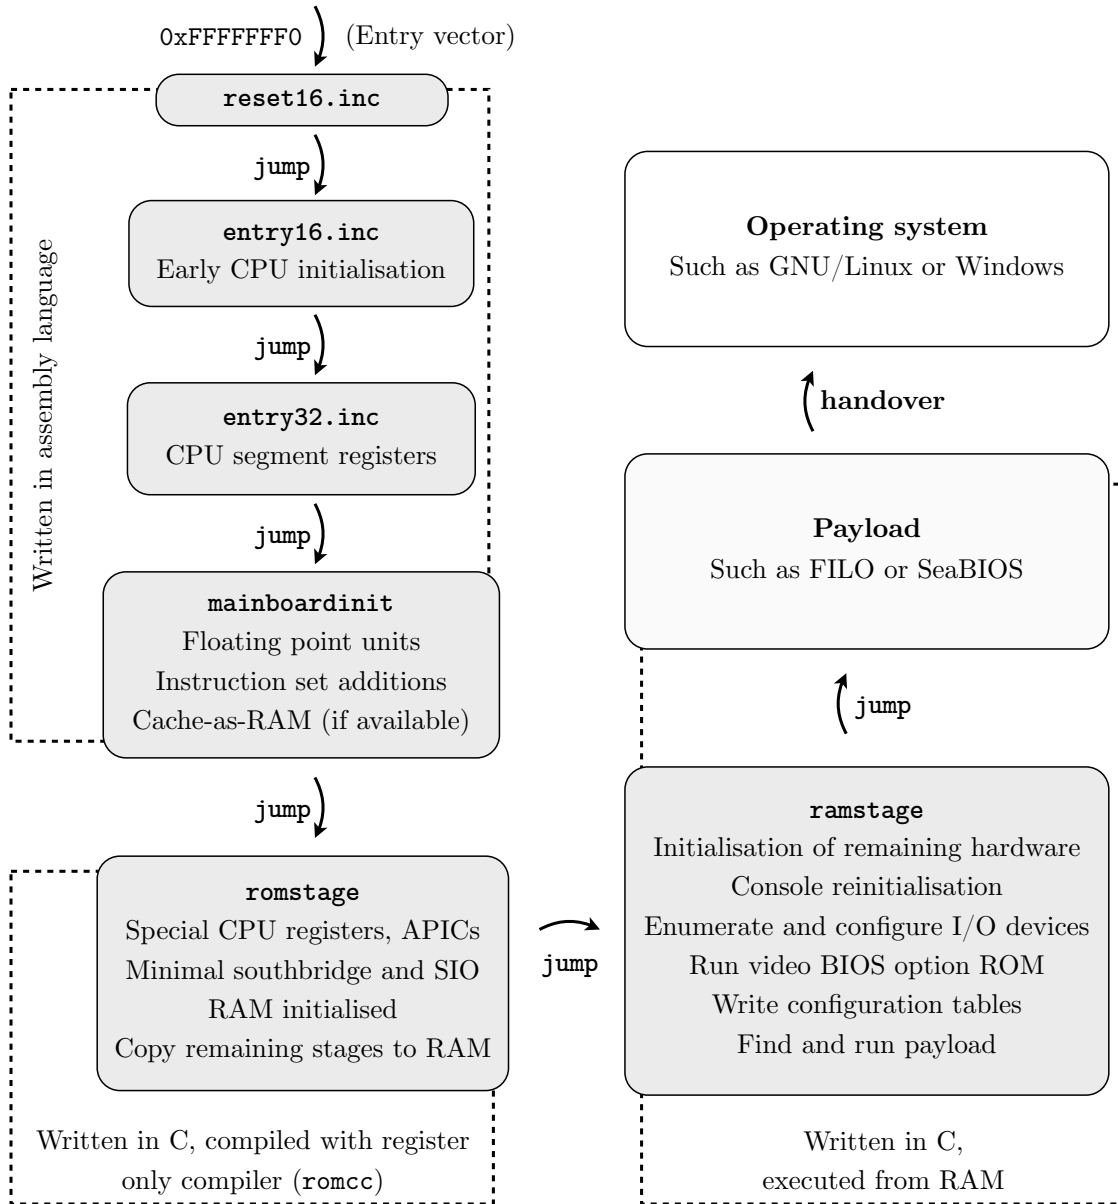 0xFFFFFFF0 (Entry vector)
reset16.inc
jump
entry16.inc
Early CPU initialisation
jump
entry32.inc
CPU segment registers
jump
mainboardinit
Floating point units
Instruction set additions
Cache-as-RAM (if available)
Written in assembly language
jump
romstage
Special CPU registers, APICs
Minimal southbridge and SIO
RAM initialised
Copy remaining stages to RAM
Written in C, compiled with register
only compiler (romcc)
jump
ramstage
Initialisation of remaining hardware
Console reinitialisation
Enumerate and configure I/O devices
Run video BIOS option ROM
Write configuration tables
Find and run payload
Written in C,
executed from RAM
jump
Payload
Such as FILO or SeaBIOS
handover
Operating system
Such as GNU/Linux or Windows